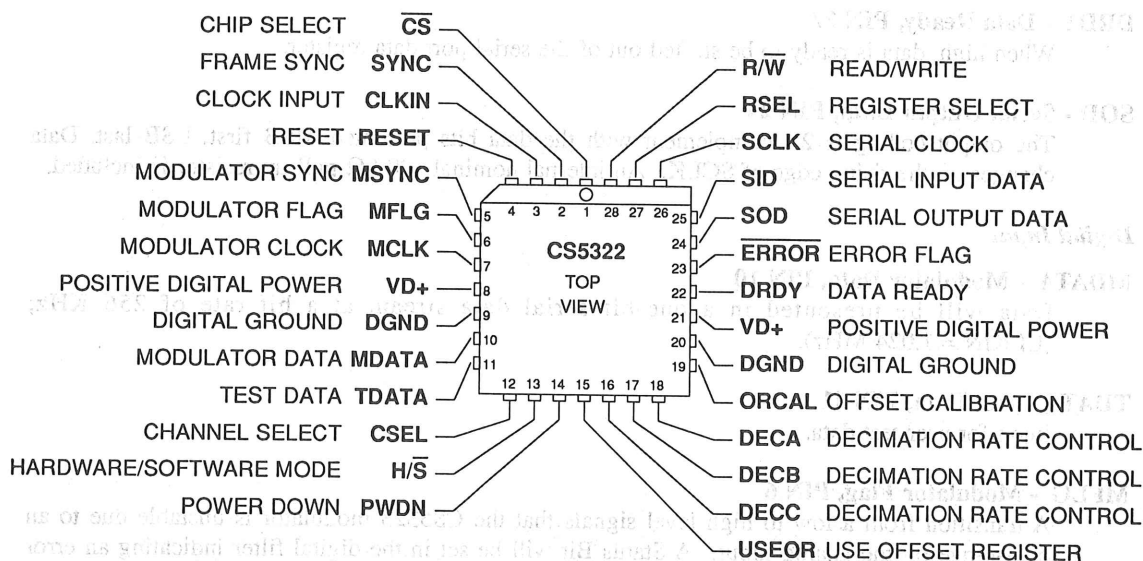 CHIP SELECT C̅S̅
FRAME SYNC SYNC
CLOCK INPUT CLKIN
RESET RESET
MODULATOR SYNC MSYNC
MODULATOR FLAG MFLG
MODULATOR CLOCK MCLK
POSITIVE DIGITAL POWER VD+
DIGITAL GROUND DGND
MODULATOR DATA MDATA
TEST DATA TDATA
CHANNEL SELECT CSEL
HARDWARE/SOFTWARE MODE H/S̅
POWER DOWN PWDN
4 3 2 1 28 27 26
5
6
7
8
9
10
11
CS5322
TOP
VIEW
25
24
23
22
21
20
19
12 13 14 15 16 17 18
R/W̅ READ/WRITE
RSEL REGISTER SELECT
SCLK SERIAL CLOCK
SID SERIAL INPUT DATA
SOD SERIAL OUTPUT DATA
E̅R̅R̅O̅R̅ ERROR FLAG
DRDY DATA READY
VD+ POSITIVE DIGITAL POWER
DGND DIGITAL GROUND
ORCAL OFFSET CALIBRATION
DECA DECIMATION RATE CONTROL
DECB DECIMATION RATE CONTROL
DECC DECIMATION RATE CONTROL
USEOR USE OFFSET REGISTER